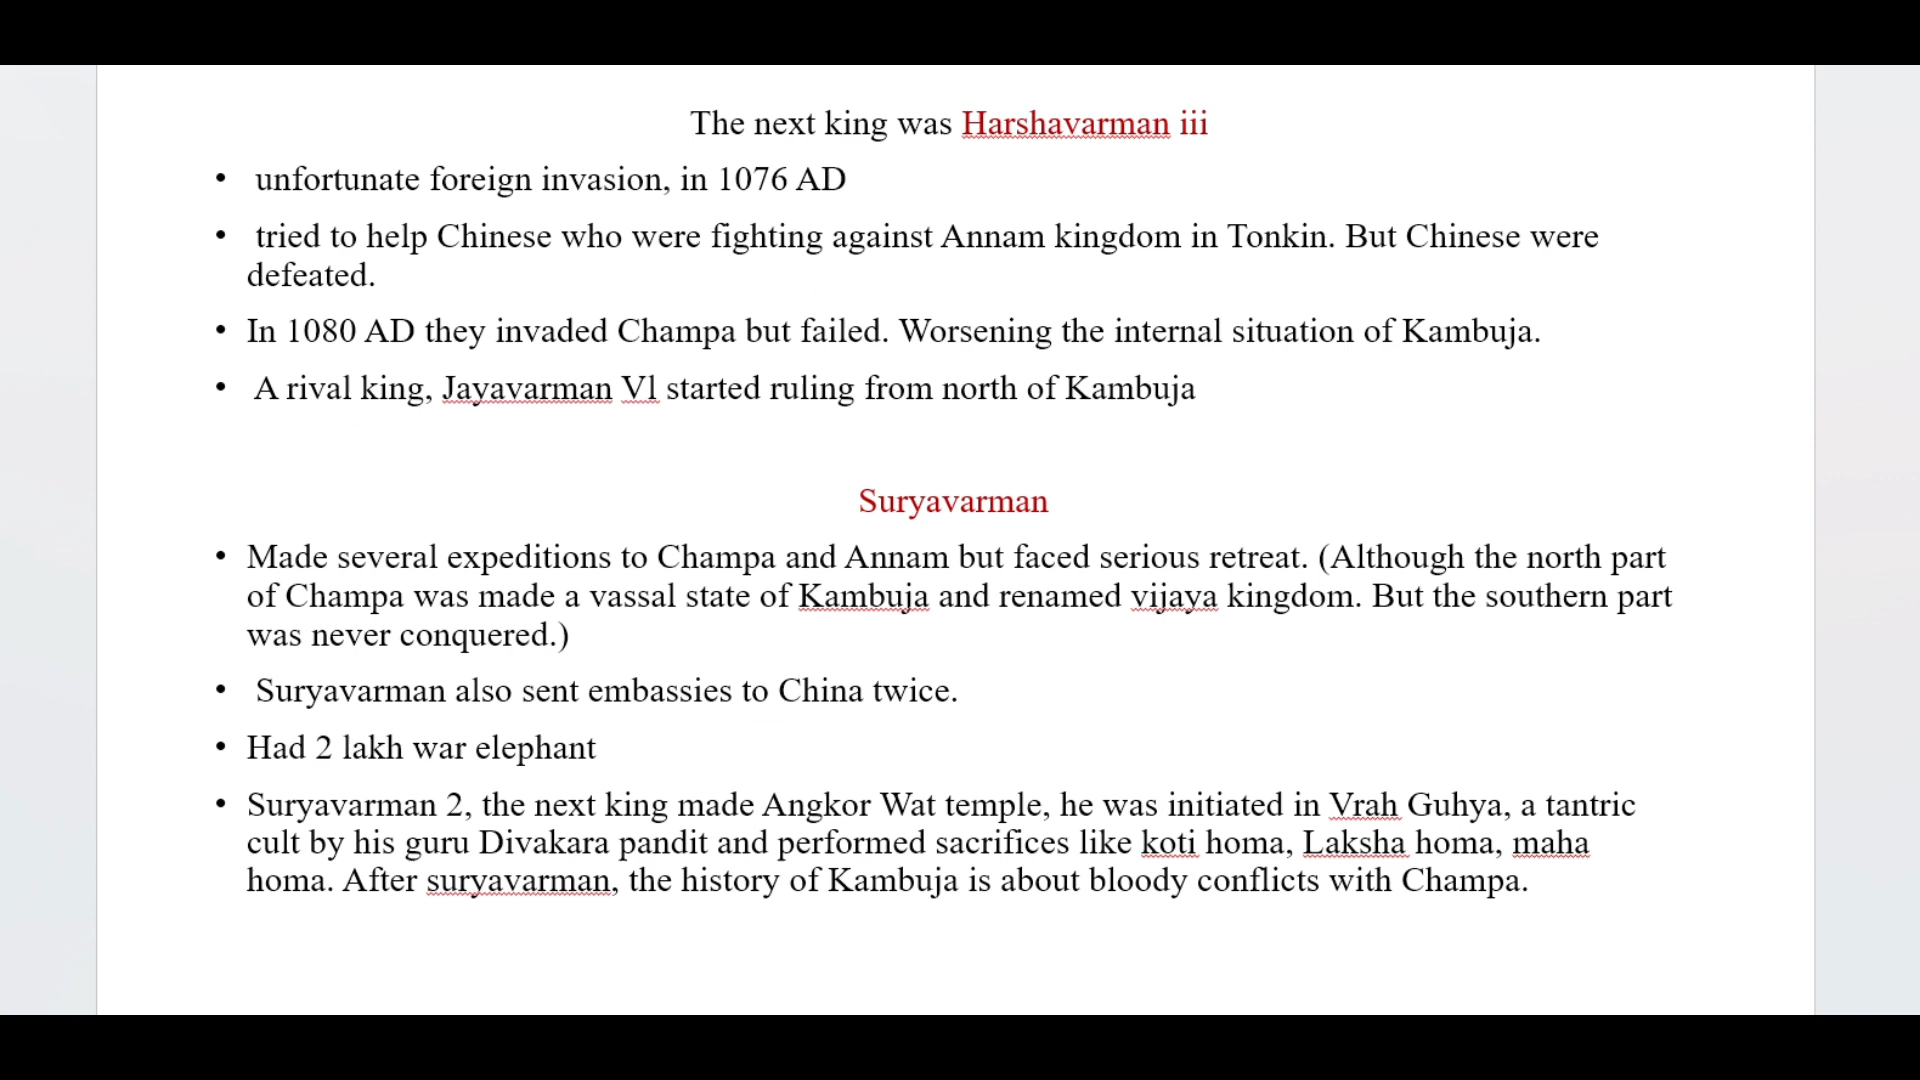 The next king was Harshavarman iii
• unfortunate foreign invasion, in 1076 AD
• tried to help Chinese who were fighting against Annam kingdom in Tonkin. But Chinese were
defeated.
• In 1080 AD they invaded Champa but failed. Worsening the internal situation of Kambuja.
• A rival king, Jayavarman Vl started ruling from north of Kambuja
Suryavarman
• Made several expeditions to Champa and Annam but faced serious retreat. (Although the north part
of Champa was made a vassal state of Kambuja and renamed vijaya kingdom. But the southern part
was never conquered.)
• Suryavarman also sent embassies to China twice.
• Had 2 lakh war elephant
• Suryavarman 2, the next king made Angkor Wat temple, he was initiated in Vrah Guhya, a tantric
cult by his guru Divakara pandit and performed sacrifices like koti homa, Laksha homa, maha
homa. After suryavarman, the history of Kambuja is about bloody conflicts with Champa.